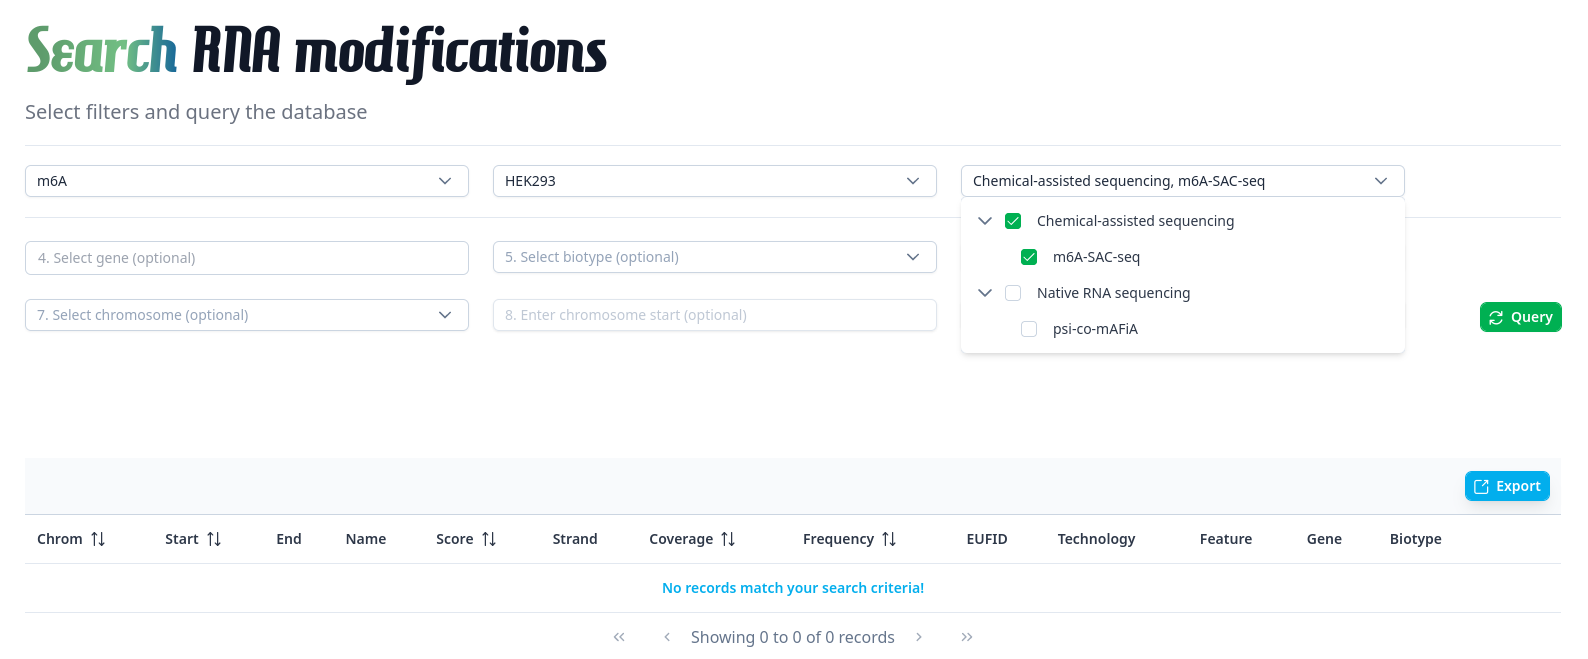 Search RNA modifications
Select filters and query the database
m6A
HEK293
Chemical-assisted sequencing, m6A-SAC-seq
Chemical-assisted sequencing
m6A-SAC-seq
Native RNA sequencing
psi-co-mAFiA
4. Select gene (optional)
5. Select biotype (optional)
7. Select chromosome (optional)
8. Enter chromosome start (optional)
Query
Export
Chrom Start End Name Score Strand Coverage Frequency EUFID Technology Feature Gene Biotype
No records match your search criteria!
Showing 0 to 0 of 0 records